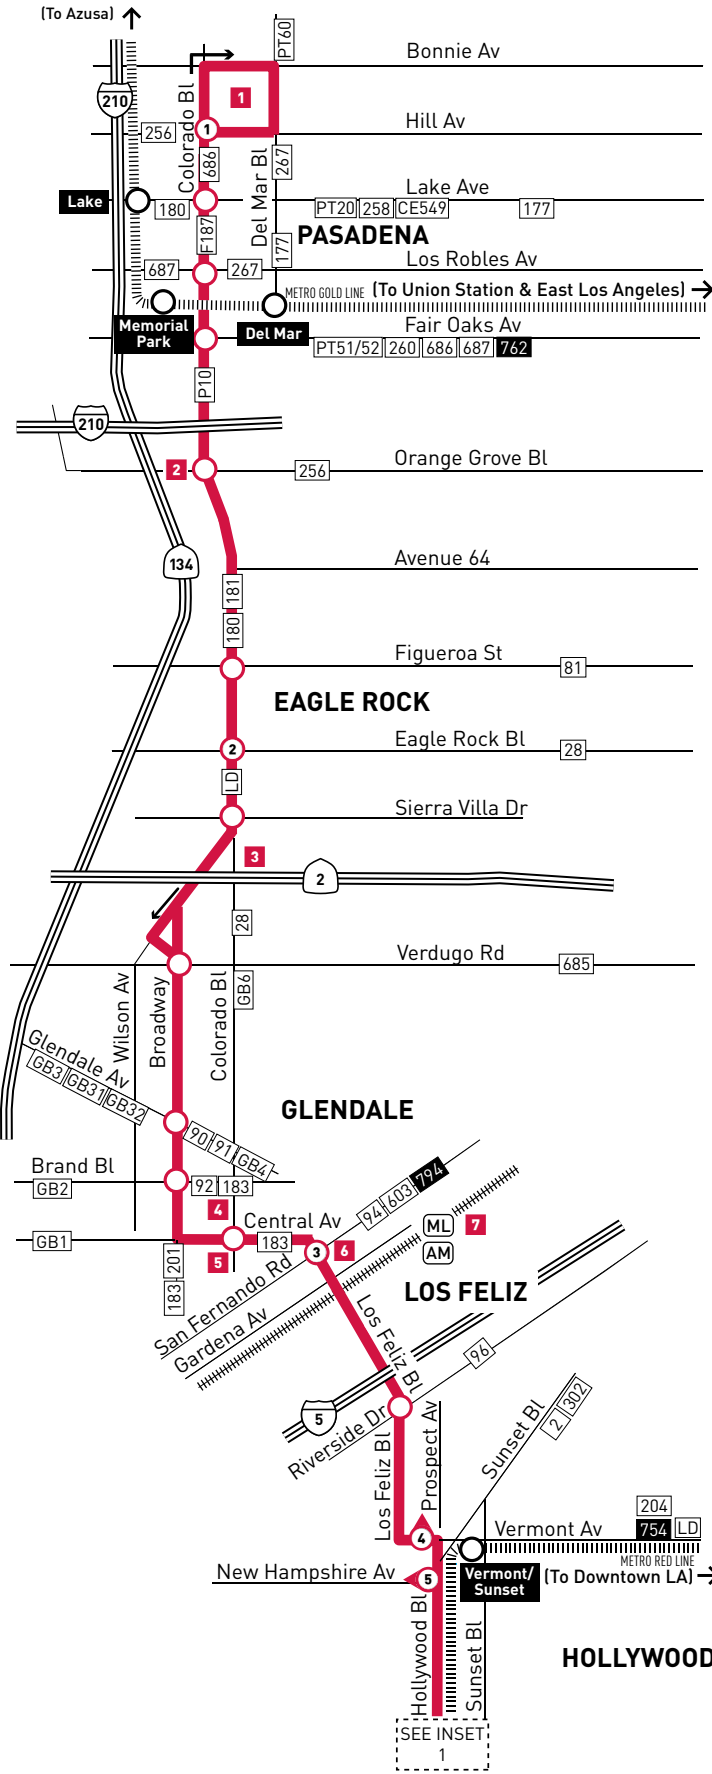 (To Azusa)
PT60
Bonnie Av
210
Colorado Bl
1
1
256
Hill Av
686
Del Mar Bl
267
Lake
180
Lake Ave
PT20 258 CE549 177
F187
177
PASADENA
687
267
Los Robles Av
METRO GOLD LINE (To Union Station & East Los Angeles)
Memorial
Park
Del Mar
Fair Oaks Av
PT51/52 260 686 687 762
P10
210
2
256
Orange Grove Bl
134
Avenue 64
181
180
Figueroa St
81
EAGLE ROCK
2
Eagle Rock Bl
28
LD
Sierra Villa Dr
3
2
28
Verdugo Rd
685
Wilson Av
Broadway
Colorado Bl
GB6
Glendale Av
GB3 GB31 GB32
GLENDALE
90 91 GB4
Brand Bl
GB2
92 183
94 603 794
4
Central Av
GB1
183
3
6
ML
7
AM
5
183 201
San Fernando Rd
Gardena Av
LOS FELIZ
Los Feliz Bl
96
5
Riverside Dr
Los Feliz Bl
Prospect Av
Sunset Bl
2 302
204
4
Vermont Av
754 LD
METRO RED LINE
New Hampshire Av
5
Vermont/
Sunset
(To Downtown LA)
Hollywood Bl
Sunset Bl
HOLLYWOOD
SEE INSET
1